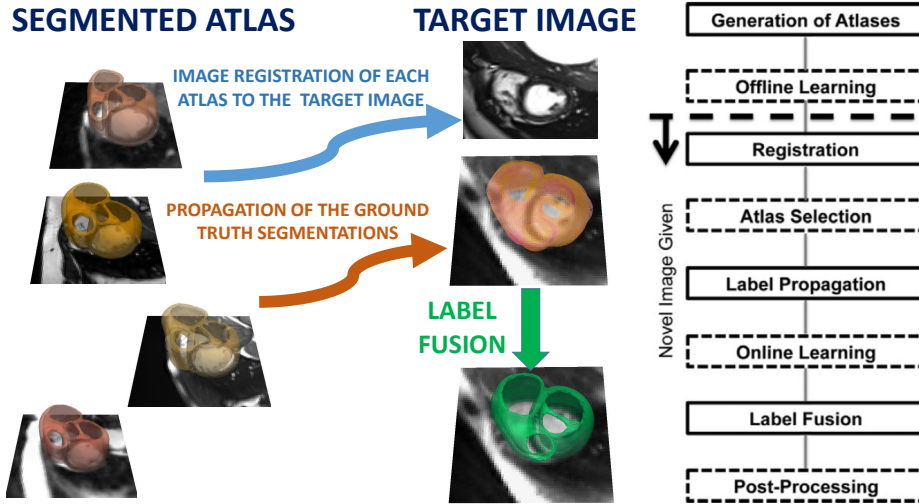 SEGMENTED ATLAS
TARGET IMAGE
IMAGE REGISTRATION OF EACH
ATLAS TO THE TARGET IMAGE
PROPAGATION OF THE GROUND
TRUTH SEGMENTATIONS
LABEL
FUSION
Generation of Atlases
Offline Learning
Novel Image Given
Registration
Atlas Selection
Label Propagation
Online Learning
Label Fusion
Post-Processing